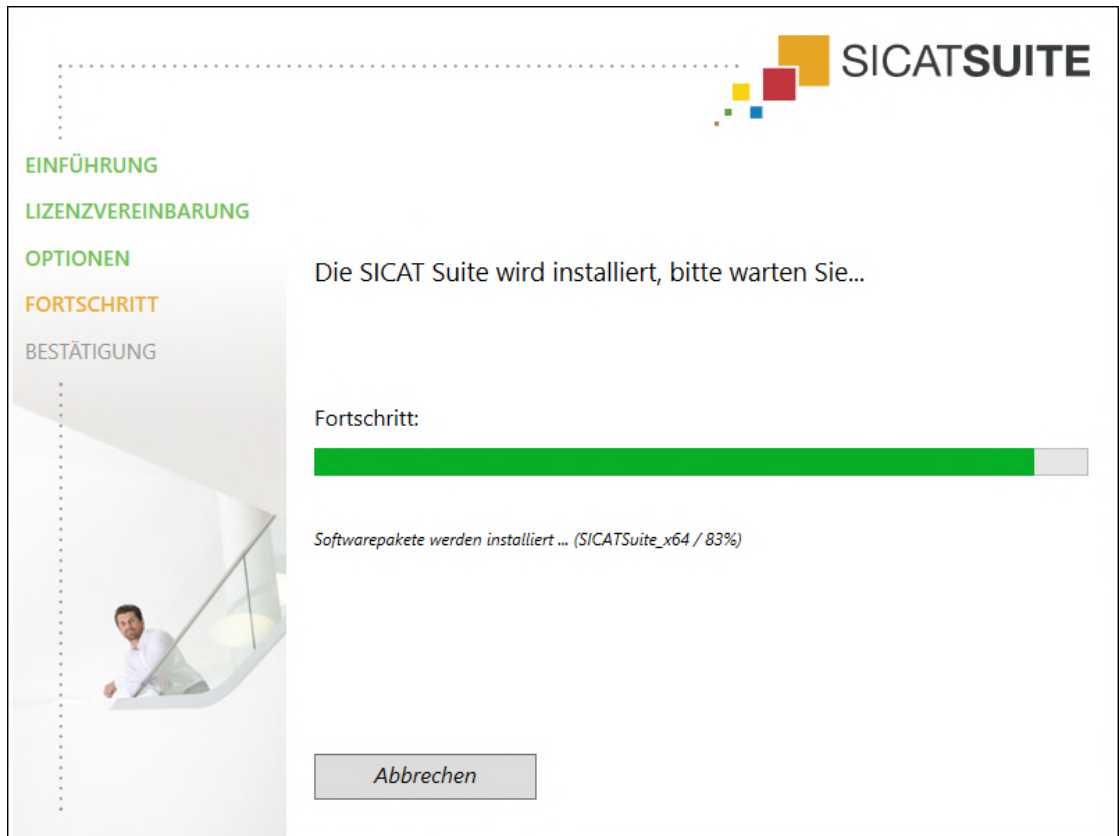 SICATSUITE
EINFÜHRUNG
LIZENZVEREINBARUNG
OPTIONEN
FORTSCHRITT
BESTÄTIGUNG
Die SICAT Suite wird installiert, bitte warten Sie...
Fortschritt:
Softwarepakete werden installiert ... (SICATSuite_x64 / 83%)
Abbrechen